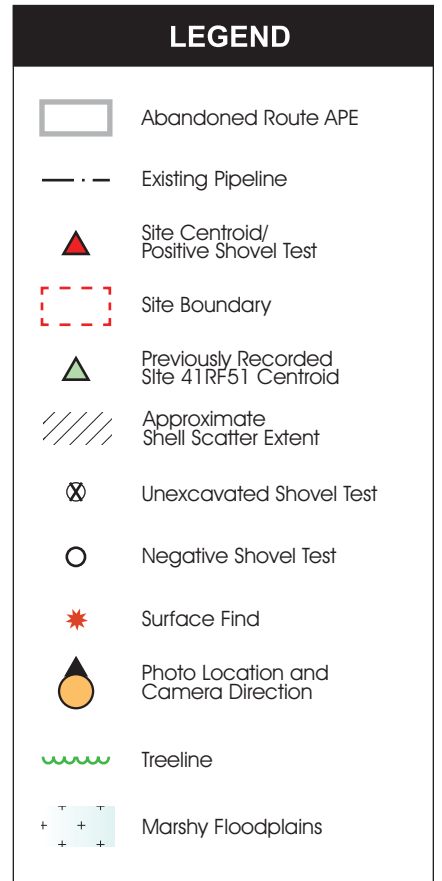 LEGEND
Abandoned Route APE
Existing Pipeline
Site Centroid/
Positive Shovel Test
Site Boundary
Previously Recorded
SIte 41RF51 Centroid
Approximate
Shell Scatter Extent
Unexcavated Shovel Test
Negative Shovel Test
Surface Find
Photo Location and
Camera Direction
Treeline
Marshy Floodplains